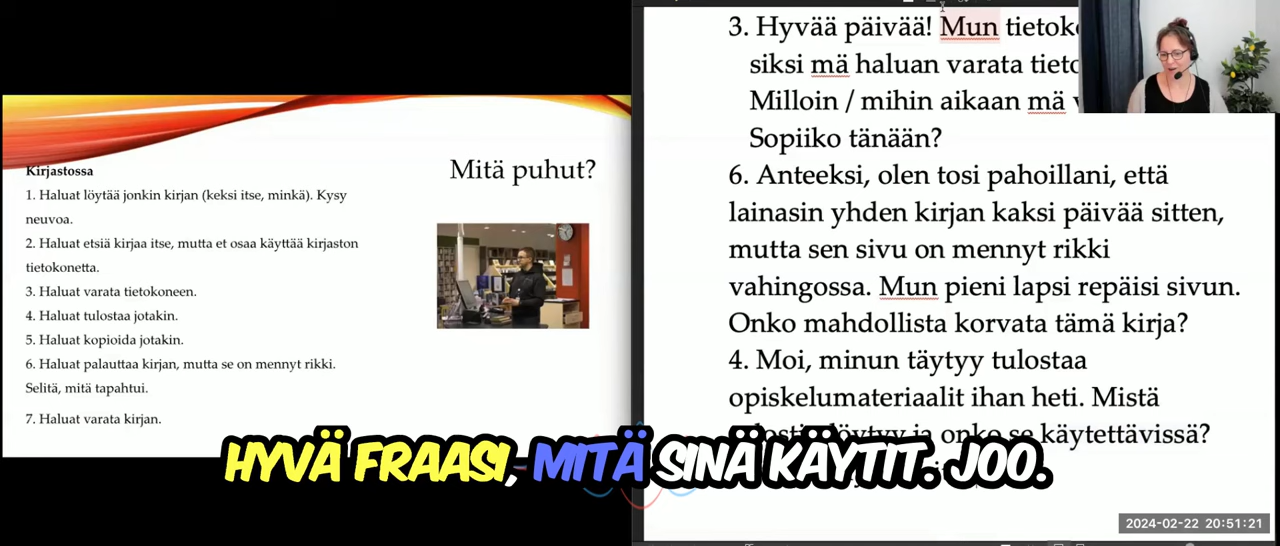 Kirjastossa
Mitä puhut?
1. Haluat löytää jonkin kirjan (keksi itse, minkä). Kysy
neuvoa.
2. Haluat etsiä kirjaa itse, mutta et osaa käyttää kirjaston
tietokonetta.
3. Haluat varata tietokoneen.
4. Haluat tulostaa jotakin.
5. Haluat kopioida jotakin.
6. Haluat palauttaa kirjan, mutta se on mennyt rikki.
Selitä, mitä tapahtui.
7. Haluat varata kirjan.
3. Hyvää päivää! Mun
siksi mä haluan varata
Milloin / mihin aikaan mä
Sopiiko tänään?
6. Anteeksi, olen tosi pahoillani, että
lainasin yhden kirjan kaksi päivää sitten,
mutta sen sivu on mennyt rikki
vahingossa. Mun pieni lapsi repäisi sivun.
Onko mahdollista korvata tämä kirja?
4. Moi, minun täytyy tulostaa
opiskelumateriaalit ihan heti. Mistä
löytyy ja onko se käytettävissä?
HYVÄ FRAASI, MITÄ SINÄ KÄYTIT. JOO.
2024-02-22 20:51:21